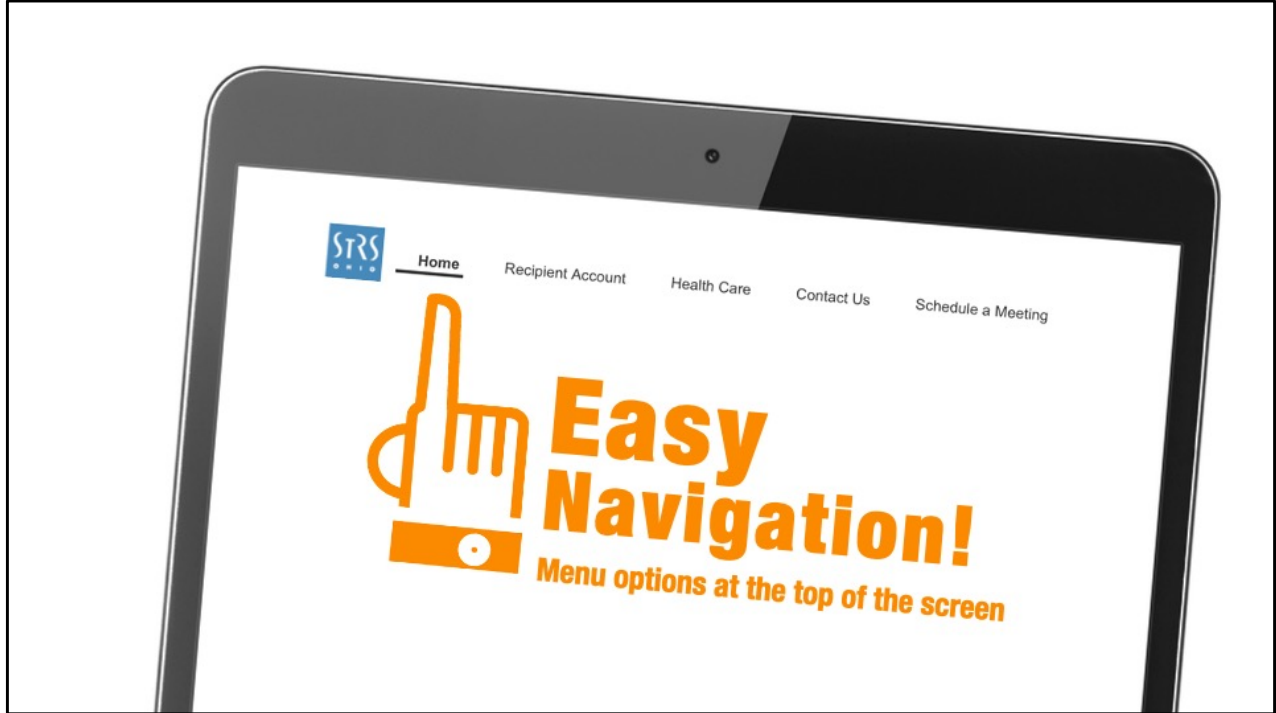 STRS
OHIO
Home
Recipient Account
Health Care
Contact Us
Schedule a Meeting
Easy
Navigation!
Menu options at the top of the screen